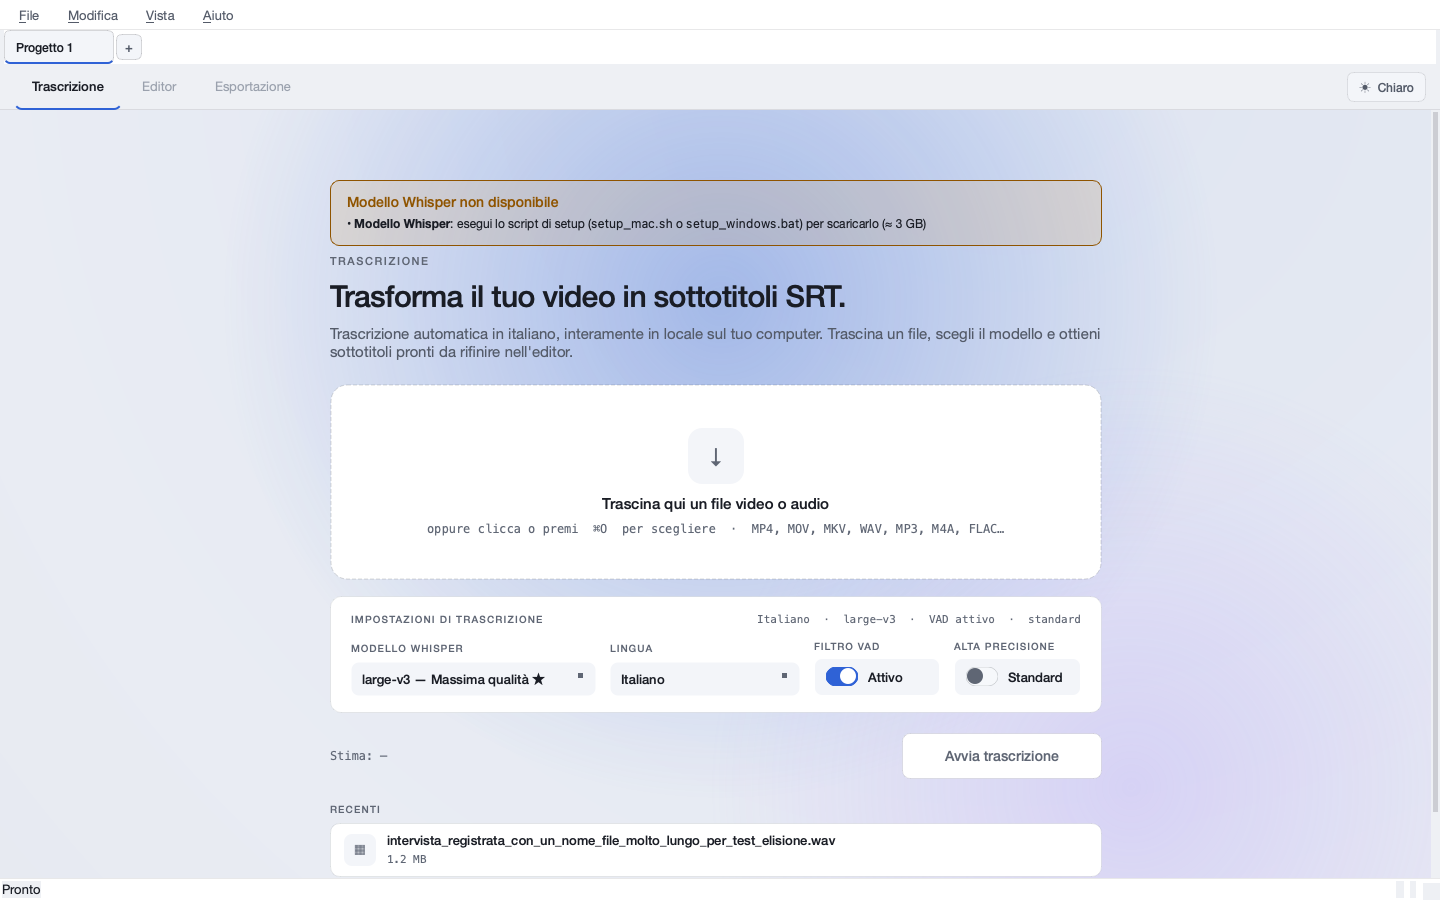 File Modifica Vista Aiuto
Progetto 1 +
Trascrizione Editor Esportazione ☀ Chiaro
Modello Whisper non disponibile
• Modello Whisper: esegui lo script di setup (setup_mac.sh o setup_windows.bat) per scaricarlo (≈ 3 GB)
TRASCRIZIONE
Trasforma il tuo video in sottotitoli SRT.
Trascrizione automatica in italiano, interamente in locale sul tuo computer. Trascina un file, scegli il modello e ottieni
sottotitoli pronti da rifinire nell'editor.
↓
Trascina qui un file video o audio
oppure clicca o premi ⌘O per scegliere · MP4, MOV, MKV, WAV, MP3, M4A, FLAC…
IMPOSTAZIONI DI TRASCRIZIONE Italiano · large-v3 · VAD attivo · standard
MODELLO WHISPER LINGUA FILTRO VAD ALTA PRECISIONE
large-v3 — Massima qualità ★ Italiano Attivo Standard
Stima: — Avvia trascrizione
RECENTI
intervista_registrata_con_un_nome_file_molto_lungo_per_test_elisione.wav
1.2 MB
Pronto